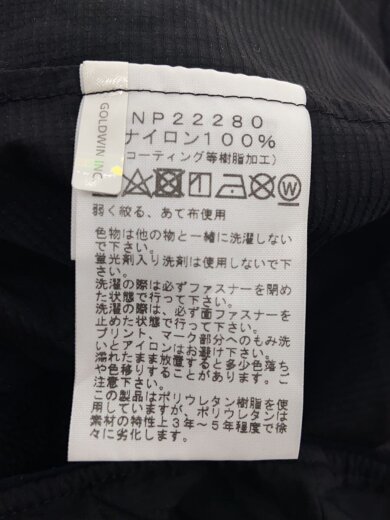 GOLDWIN INC.
NP22280
ナイロン100%
コーティング等樹脂加工)
弱く絞る、あて布使用
色物は他の物と一緒に洗濯しない
で下さい。
蛍光剤入り洗剤は使用しないで下
さい。
洗濯の際は必ずファスナーを閉め
た状態で行って下さい。
洗濯の際は、必ず面ファスナーを
止めた状態で行って下さい。
プリント、マーク部分へのもみ洗
いとアイロンはお避け下さい。
濡れたまま放置すると多少色落ち
や色移りすることがあります。ご
注意下さい。
この製品はポリウレタン樹脂を使
用していますが、ポリウレタンは
素材の特性上3年～5年程度で徐
々に劣化します。